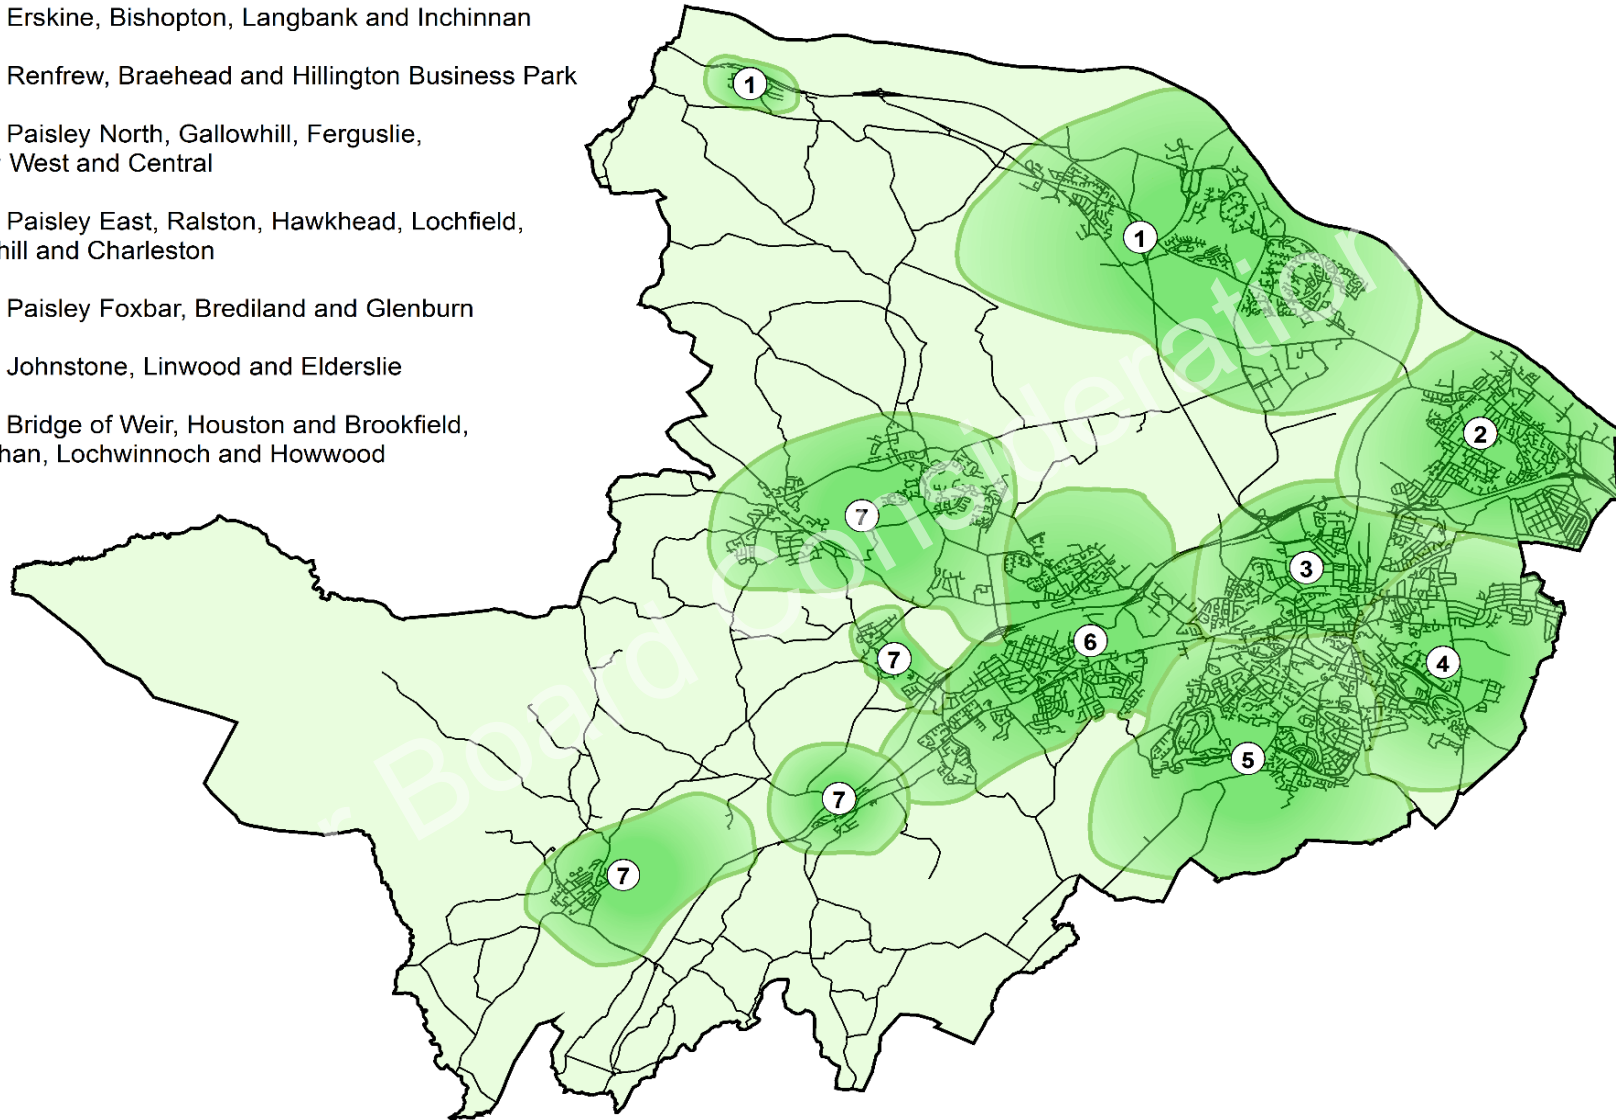 Erskine, Bishopton, Langbank and Inchinnan
Renfrew, Braehead and Hillington Business Park
Paisley North, Gallowhill, Ferguslie,
West and Central
Paisley East, Ralston, Hawkhead, Lochfield,
hill and Charleston
Paisley Foxbar, Brediland and Glenburn
Johnstone, Linwood and Elderslie
Bridge of Weir, Houston and Brookfield,
han, Lochwinnoch and Howwood
1
1
2
7
3
6
7
4
5
7
7
r Board Consideration